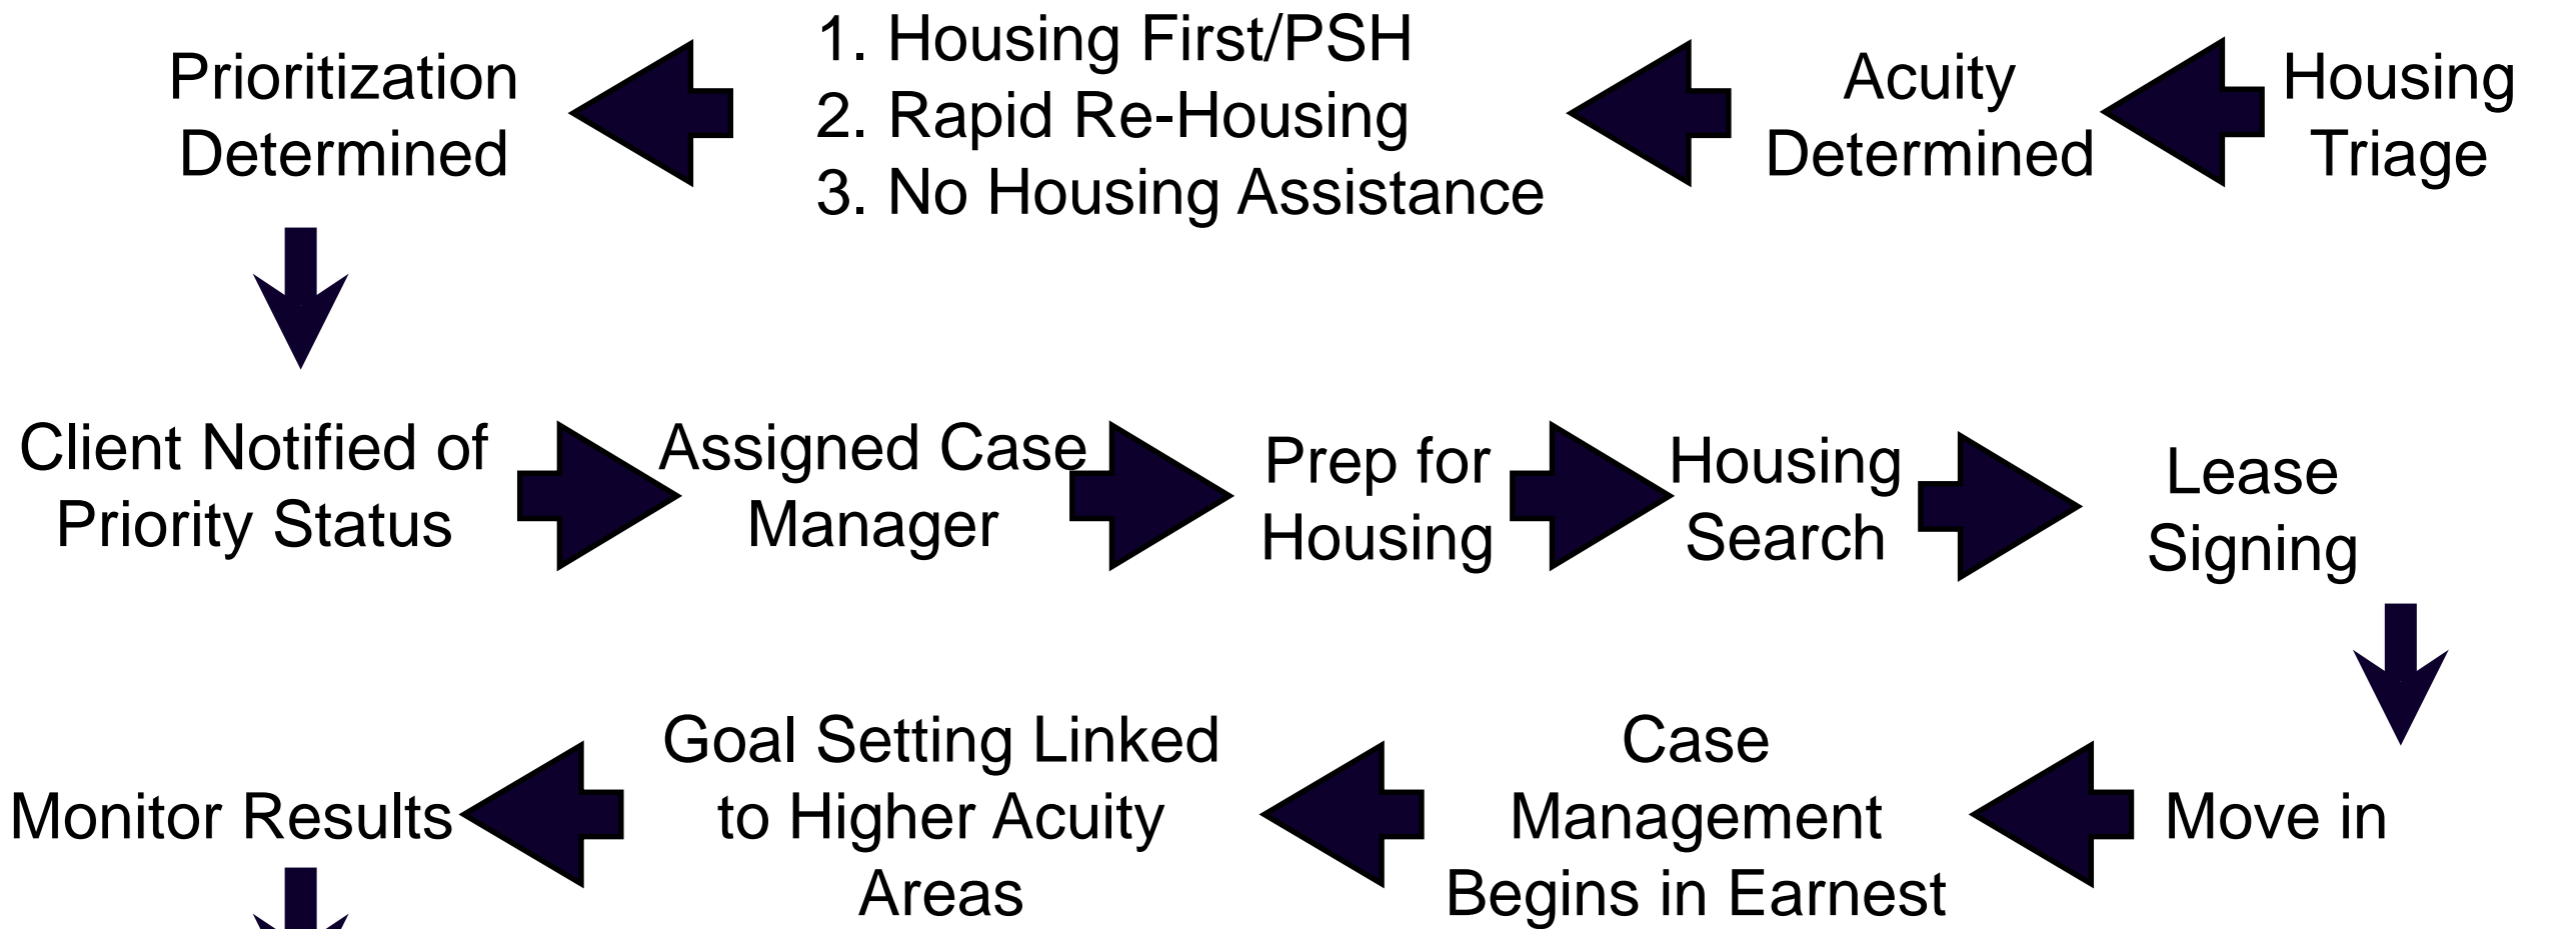 Housing
Triage
Acuity
Determined
1. Housing First/PSH
2. Rapid Re-Housing
3. No Housing Assistance
Prioritization
Determined
Client Notified of
Priority Status
Assigned Case
Manager
Prep for
Housing
Housing
Search
Lease
Signing
Move in
Case
Management
Begins in Earnest
Goal Setting Linked
to Higher Acuity
Areas
Monitor Results